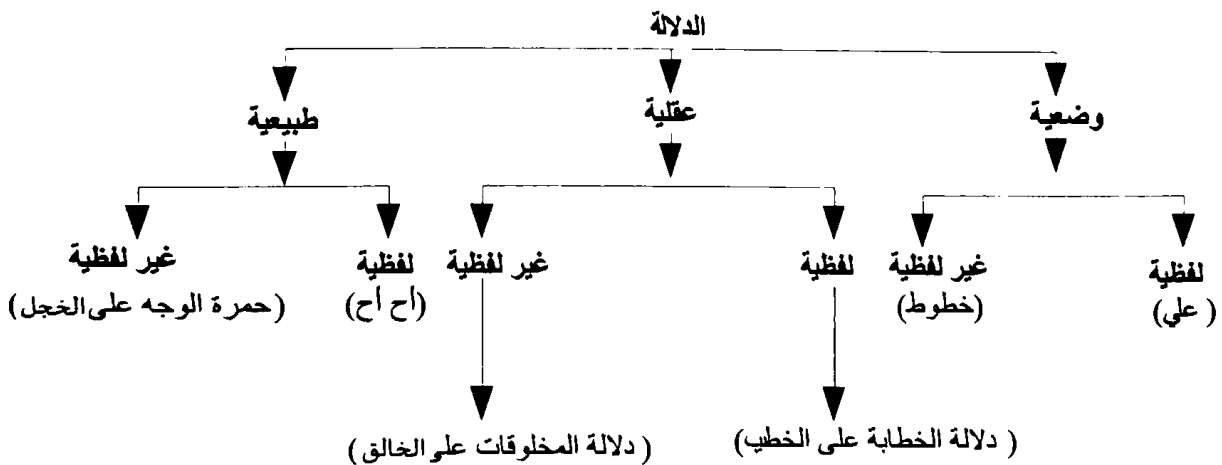 الدلالة
وضعية
عقلية
طبيعية
لفظية
(علي)
غير لفظية
(خطوط)
لفظية
غير لفظية
لفظية
(أح أح)
غير لفظية
(حمرة الوجه على الخجل)
(دلالة الخطابة على الخطيب)
(دلالة المخلوقات على الخالق)